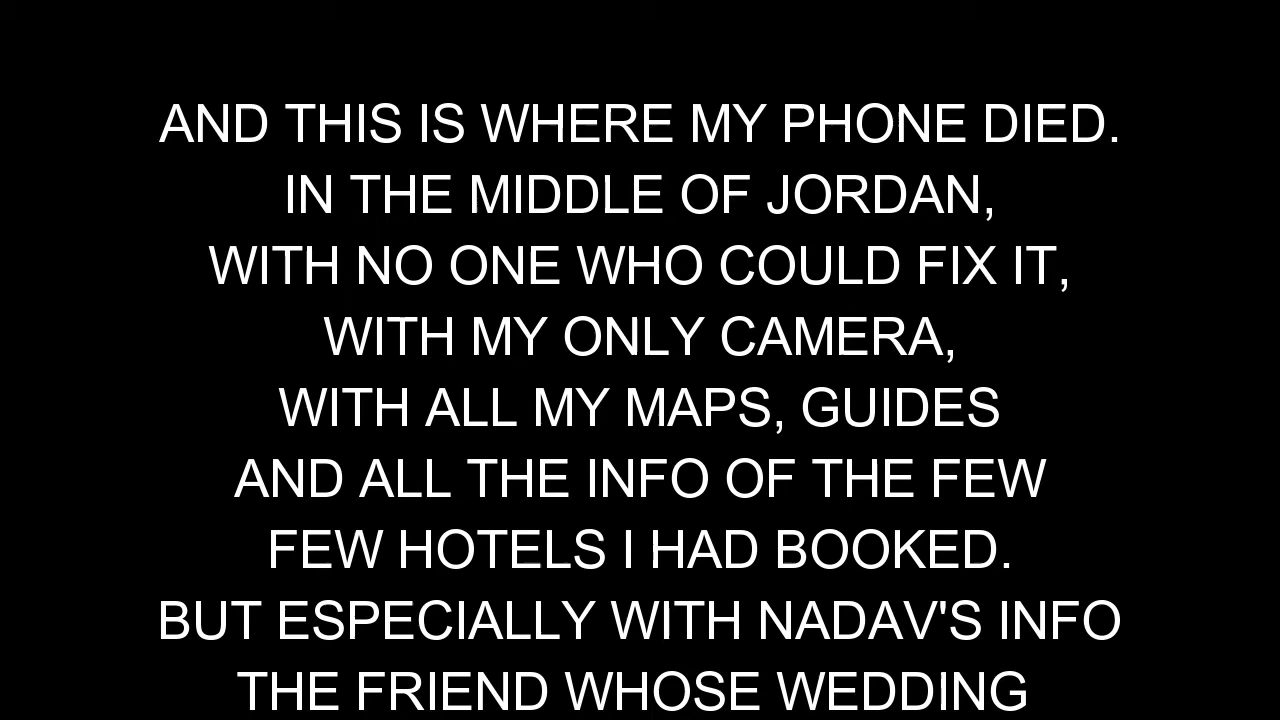 AND THIS IS WHERE MY PHONE DIED.
IN THE MIDDLE OF JORDAN,
WITH NO ONE WHO COULD FIX IT,
WITH MY ONLY CAMERA,
WITH ALL MY MAPS, GUIDES
AND ALL THE INFO OF THE FEW
FEW HOTELS I HAD BOOKED.
BUT ESPECIALLY WITH NADAV'S INFO
THE FRIEND WHOSE WEDDING